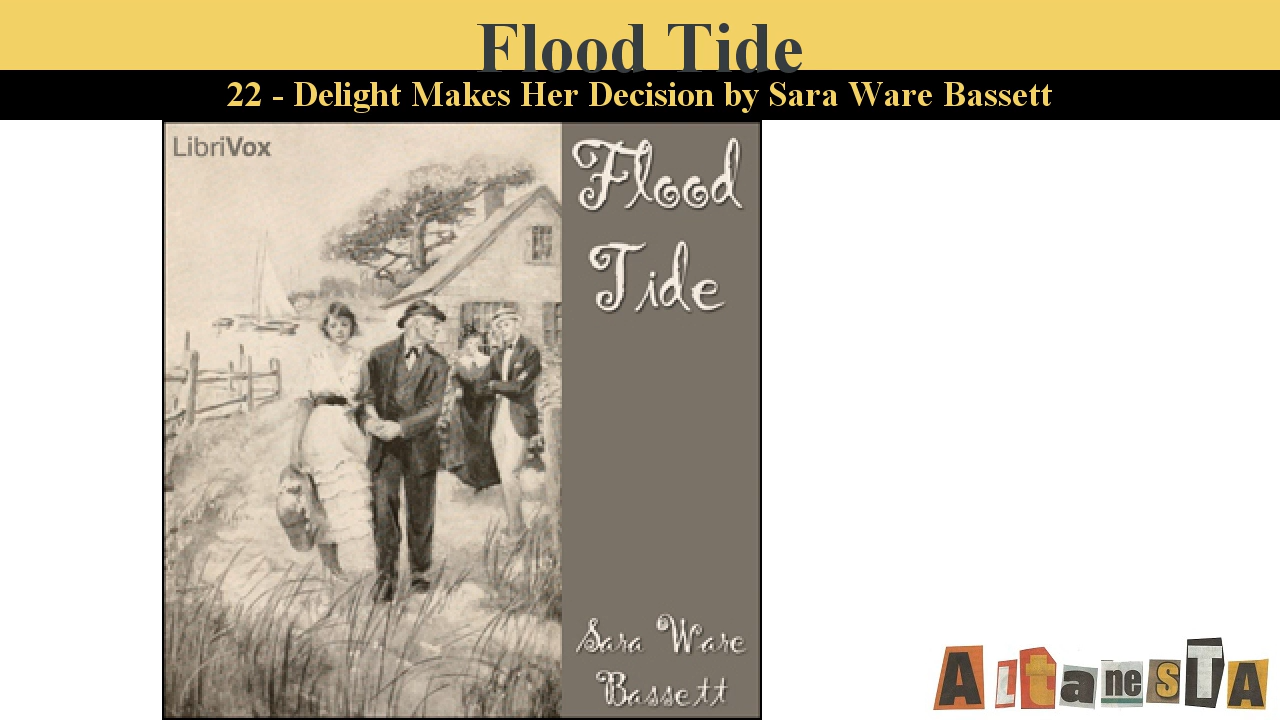 Flood Tide
22 - Delight Makes Her Decision by Sara Ware Bassett
LibriVox
Flood
Tide
Sara Ware
Bassett
AltaneSTA